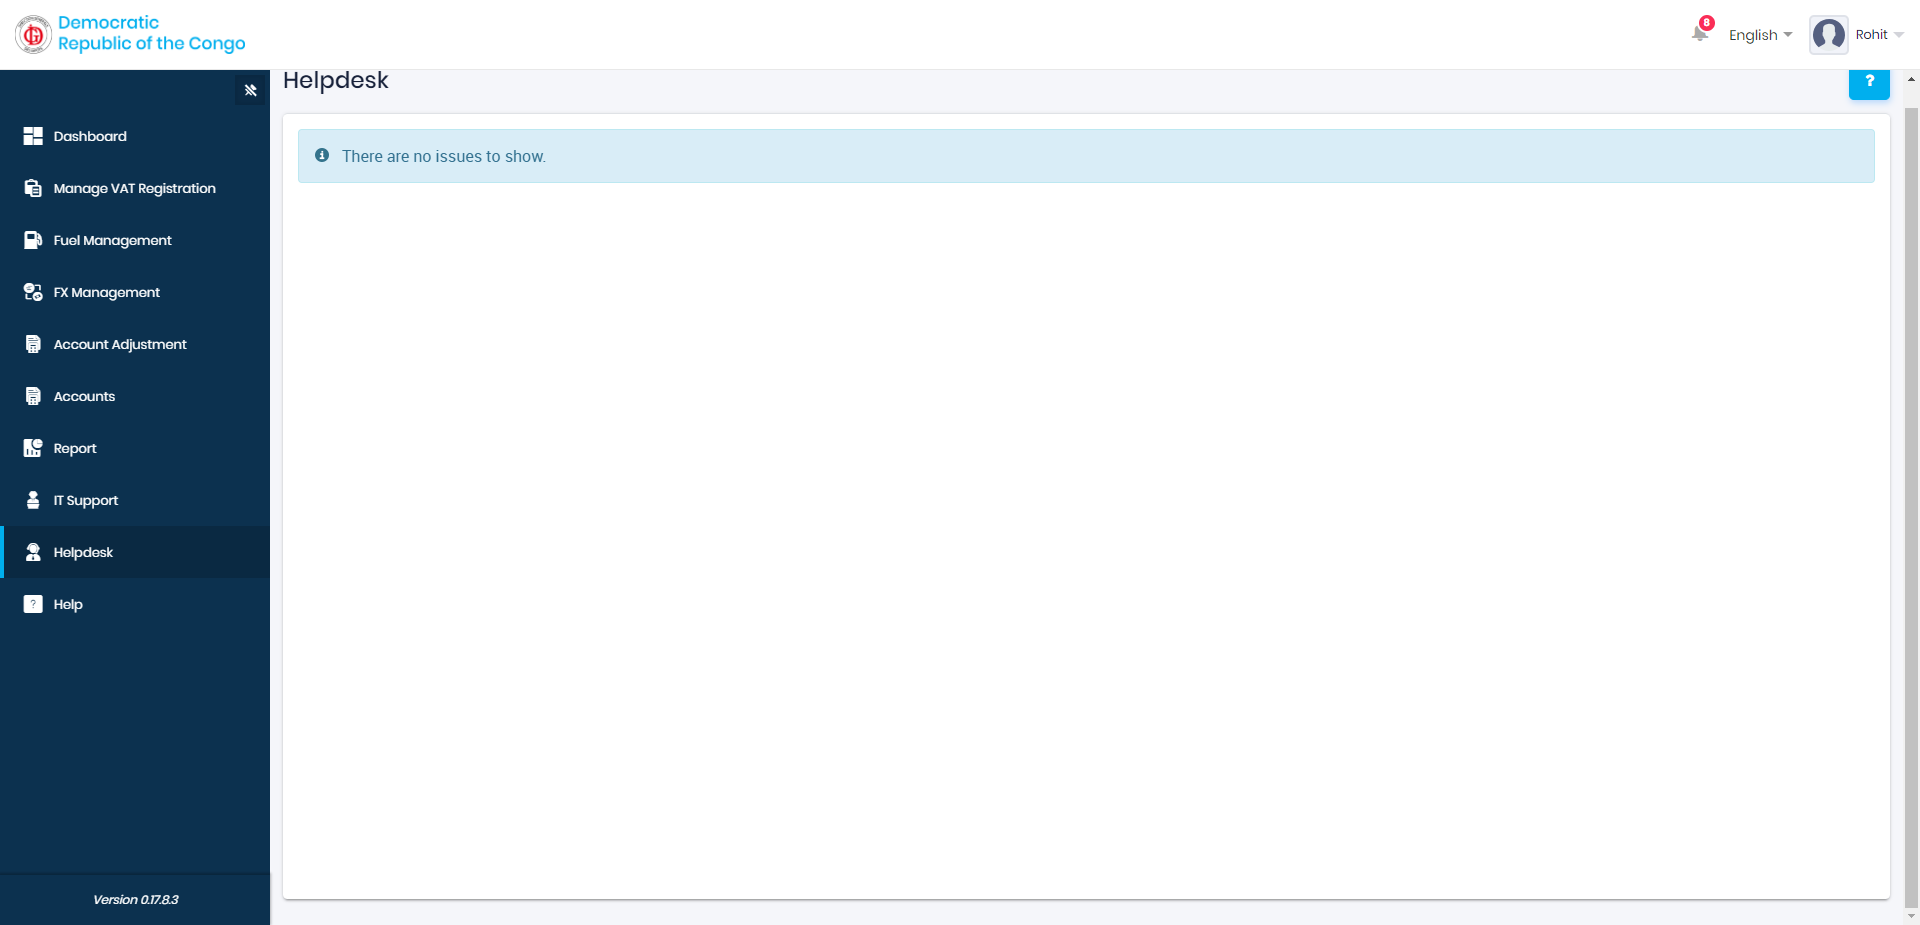 Democratic
Republic of the Congo
8
English
Rohit
Helpdesk
?
There are no issues to show.
Dashboard
Manage VAT Registration
Fuel Management
FX Management
Account Adjustment
Accounts
Report
IT Support
Helpdesk
? Help
Version 0.17.8.3